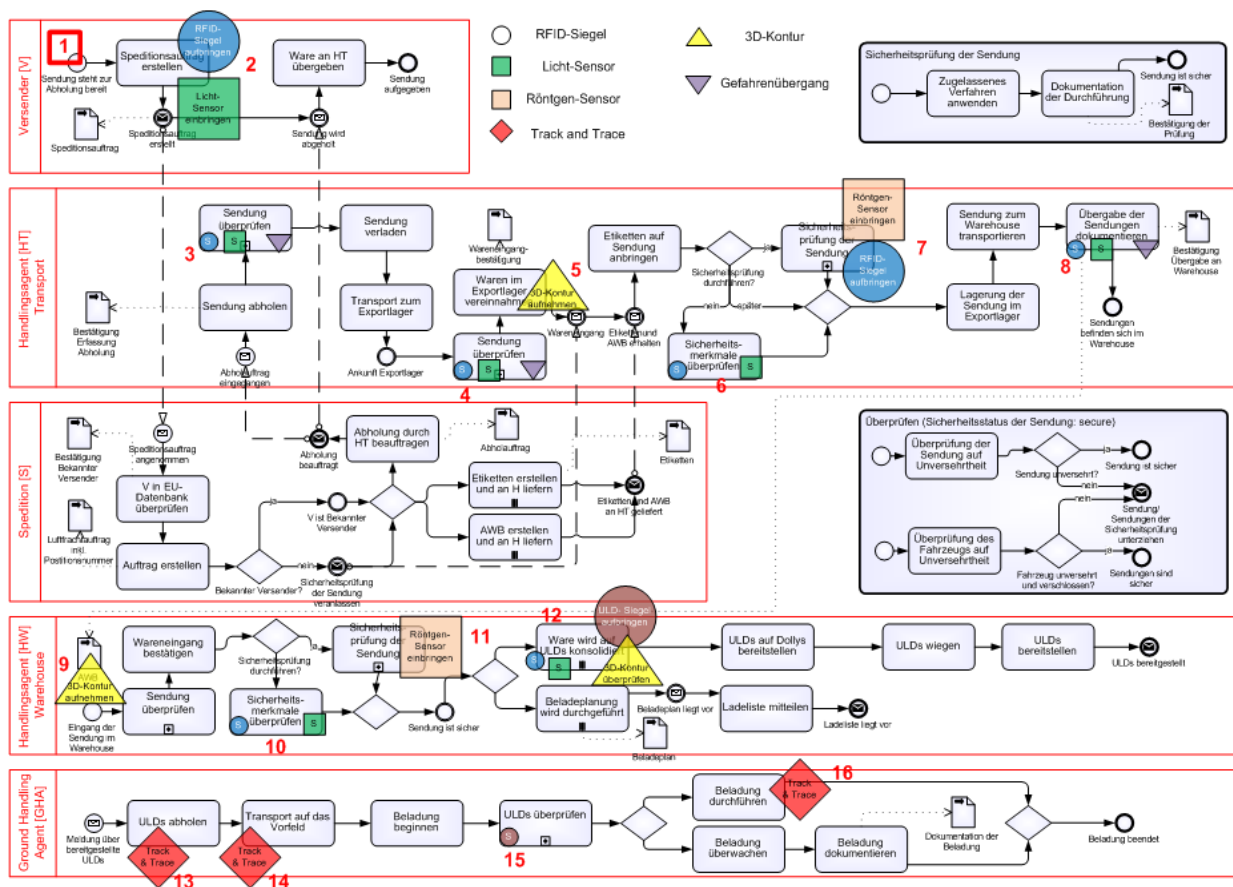 Versender [V]
1
Sendung steht zur
Abholung bereit
Speditionsauftrag
erstellen
RFID-
Siegel
aufbringen
2
Licht-
Sensor
einbringen
Speditionsauftrag
Speditionsauftrag
erstellt
Ware an HT
übergeben
Sendung
aufgegeben
Sendung wird
abgeholt
RFID-Siegel
Licht-Sensor
Röntgen-Sensor
Track and Trace
3D-Kontur
Gefahrenübergang
Sicherheitsprüfung der Sendung
Zugelassenes
Verfahren
anwenden
Dokumentation
der Durchführung
Sendung ist sicher
Bestätigung der
Prüfung
Handlingsagent [HT]
Transport
Sendung
überprüfen
S
S
3
Sendung
verladen
Sendung abholen
Bestätigung
Erfassung
Abholung
Abholauftrag
eingegangen
Transport zum
Exportlager
Ankunft Exportlager
Wareneingang-
bestätigung
Waren im
Exportlager
vereinnahmen
3D-Kontur
aufnehmen
5
Wareneingang
Sendung
überprüfen
S
S
4
Etiketten auf
Sendung
anbringen
Etiketten und
AWB erhalten
Sicherheitsprüfung
durchführen?
ja
nein
später
Sicherheits-
prüfung der
Sendung
Röntgen-
Sensor
einbringen
RFID-
Siegel
aufbringen
7
Sicherheits-
merkmale
überprüfen
S
S
6
Sendung zum
Warehouse
transportieren
Lagerung der
Sendung im
Exportlager
Übergabe der
Sendungen
dokumentieren
S
S
8
Bestätigung
Übergabe an
Warehouse
Sendungen
befinden sich im
Warehouse
Spedition [S]
Bestätigung
Bekannter
Versender
Speditionsauftrag
angenommen
V in EU-
Datenbank
überprüfen
Luftfrachtauftrag
inkl.
Postitionsnummer
Auftrag erstellen
Bekannter Versender?
ja
nein
V ist Bekannter
Versender
Sicherheitsprüfung
der Sendung
veranlassen
Abholung
beauftragt
Abholung durch
HT beauftragen
Abholauftrag
Etiketten erstellen
und an H liefern
AWB erstellen
und an H liefern
Etiketten
Etiketten und AWB
an HT geliefert
Überprüfen (Sicherheitsstatus der Sendung: secure)
Überprüfung der
Sendung auf
Unversehrtheit
Sendung unversehrt?
ja
Sendung ist sicher
nein
nein
Sendung/
Sendungen der
Sicherheitsprüfung
unterziehen
Überprüfung des
Fahrzeugs auf
Unversehrtheit
Fahrzeug unversehrt
und verschlossen?
ja
Sendungen sind
sicher
Handlingsagent [HW]
Warehouse
9
AWB
3D-Kontur
aufnehmen
Eingang der
Sendung im
Warehouse
Wareneingang
bestätigen
Sendung
überprüfen
Sicherheitsprüfung
durchführen?
ja
Sicherheits-
prüfung der
Sendung
Röntgen-
Sensor
einbringen
11
Sicherheits-
merkmale
überprüfen
S
S
10
Sendung ist sicher
12
ULD- Siegel
aufbringen
Ware wird auf
ULDs konsolidiert
S
S
3D-Kontur
überprüfen
Beladeplanung
wird durchgeführt
Beladeplan
Beladeplan liegt vor
Ladeliste mitteilen
Ladeliste liegt vor
ULDs auf Dollys
bereitstellen
ULDs wiegen
ULDs
bereitstellen
ULDs bereitgestellt
Ground Handling
Agent [GHA]
Meldung über
bereitgestellte
ULDs
ULDs abholen
Track
& Trace
13
Transport auf das
Vorfeld
Track
& Trace
14
Beladung
beginnen
ULDs überprüfen
S
15
Beladung
durchführen
Track
& Trace
16
Beladung
überwachen
Beladung
dokumentieren
Dokumentation der
Beladung
Beladung beendet